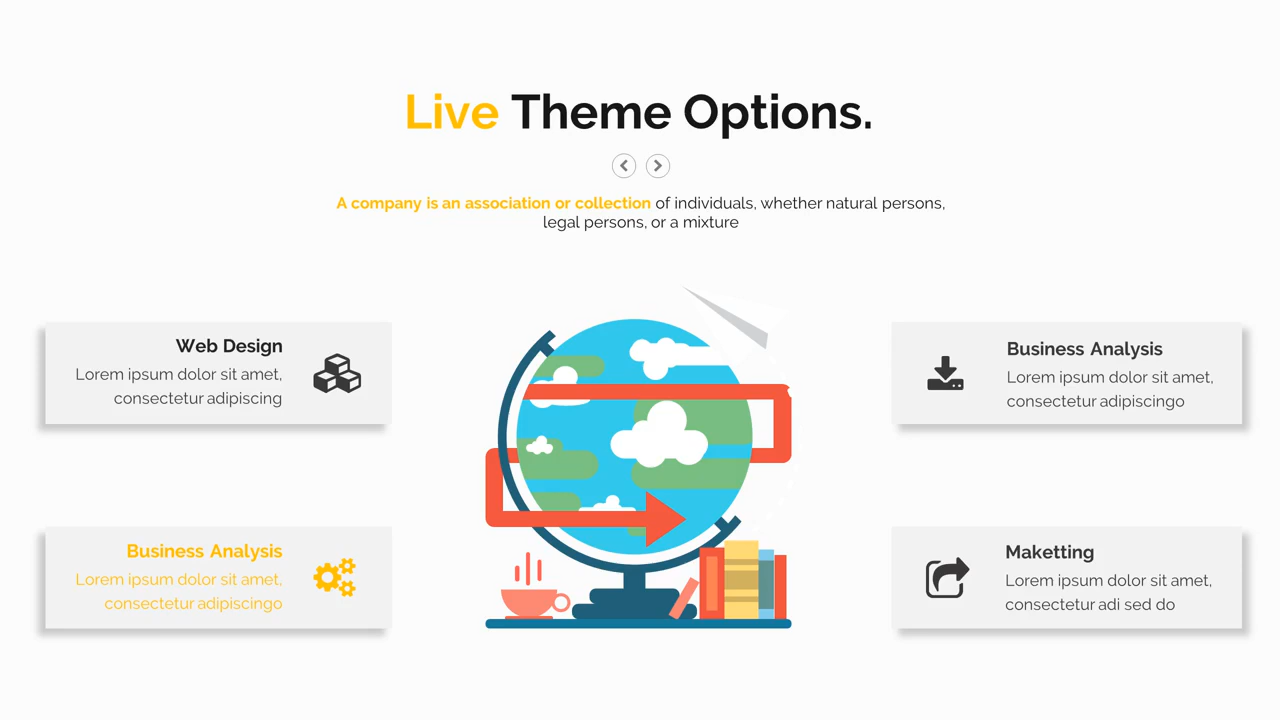 Live Theme Options.
A company is an association or collection of individuals, whether natural persons,
legal persons, or a mixture
Web Design
Lorem ipsum dolor sit amet,
consectetur adipiscing
Business Analysis
Lorem ipsum dolor sit amet,
consectetur adipiscingo
Business Analysis
Lorem ipsum dolor sit amet,
consectetur adipiscingo
Maketting
Lorem ipsum dolor sit amet,
consectetur adi sed do